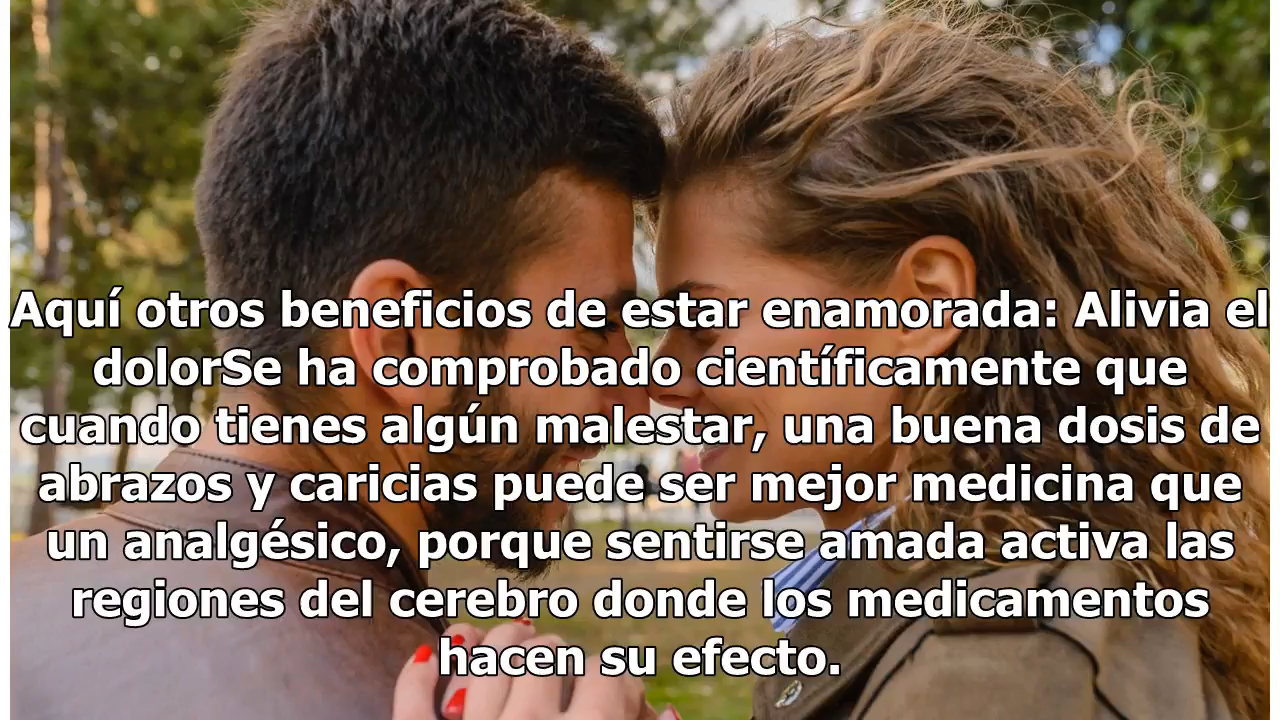 Aquí otros beneficios de estar enamorada: Alivia el
dolorSe ha comprobado científicamente que
cuando tienes algún malestar, una buena dosis de
abrazos y caricias puede ser mejor medicina que
un analgésico, porque sentirse amada activa las
regiones del cerebro donde los medicamentos
hacen su efecto.